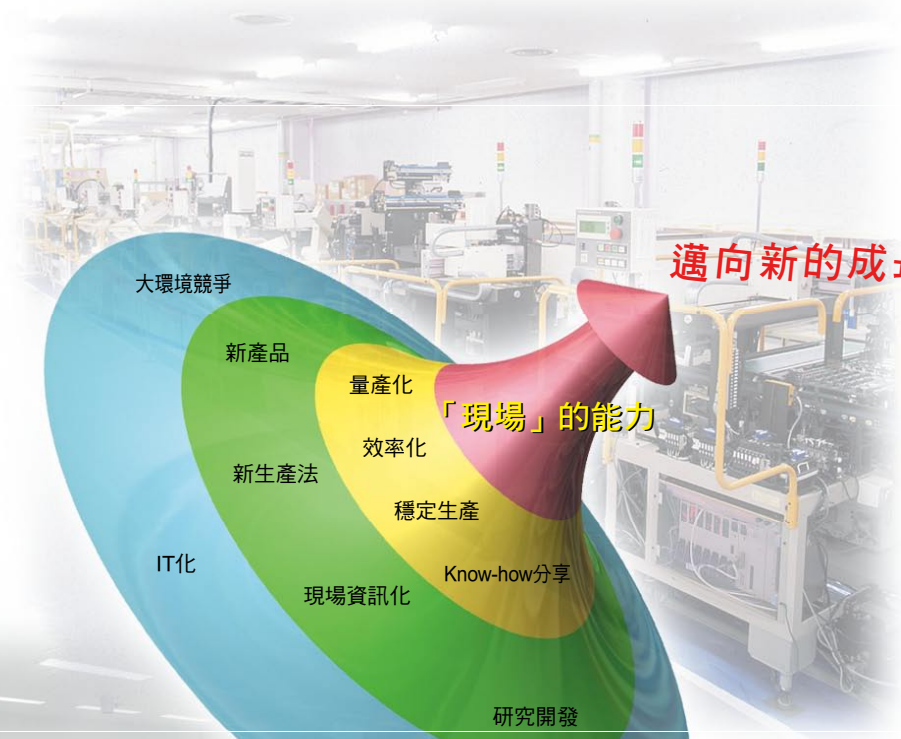 邁向新的成
大環境競爭
新產品
量產化
「現場」的能力
效率化
新生產法
穩定生產
IT化
Know-how分享
現場資訊化
研究開發